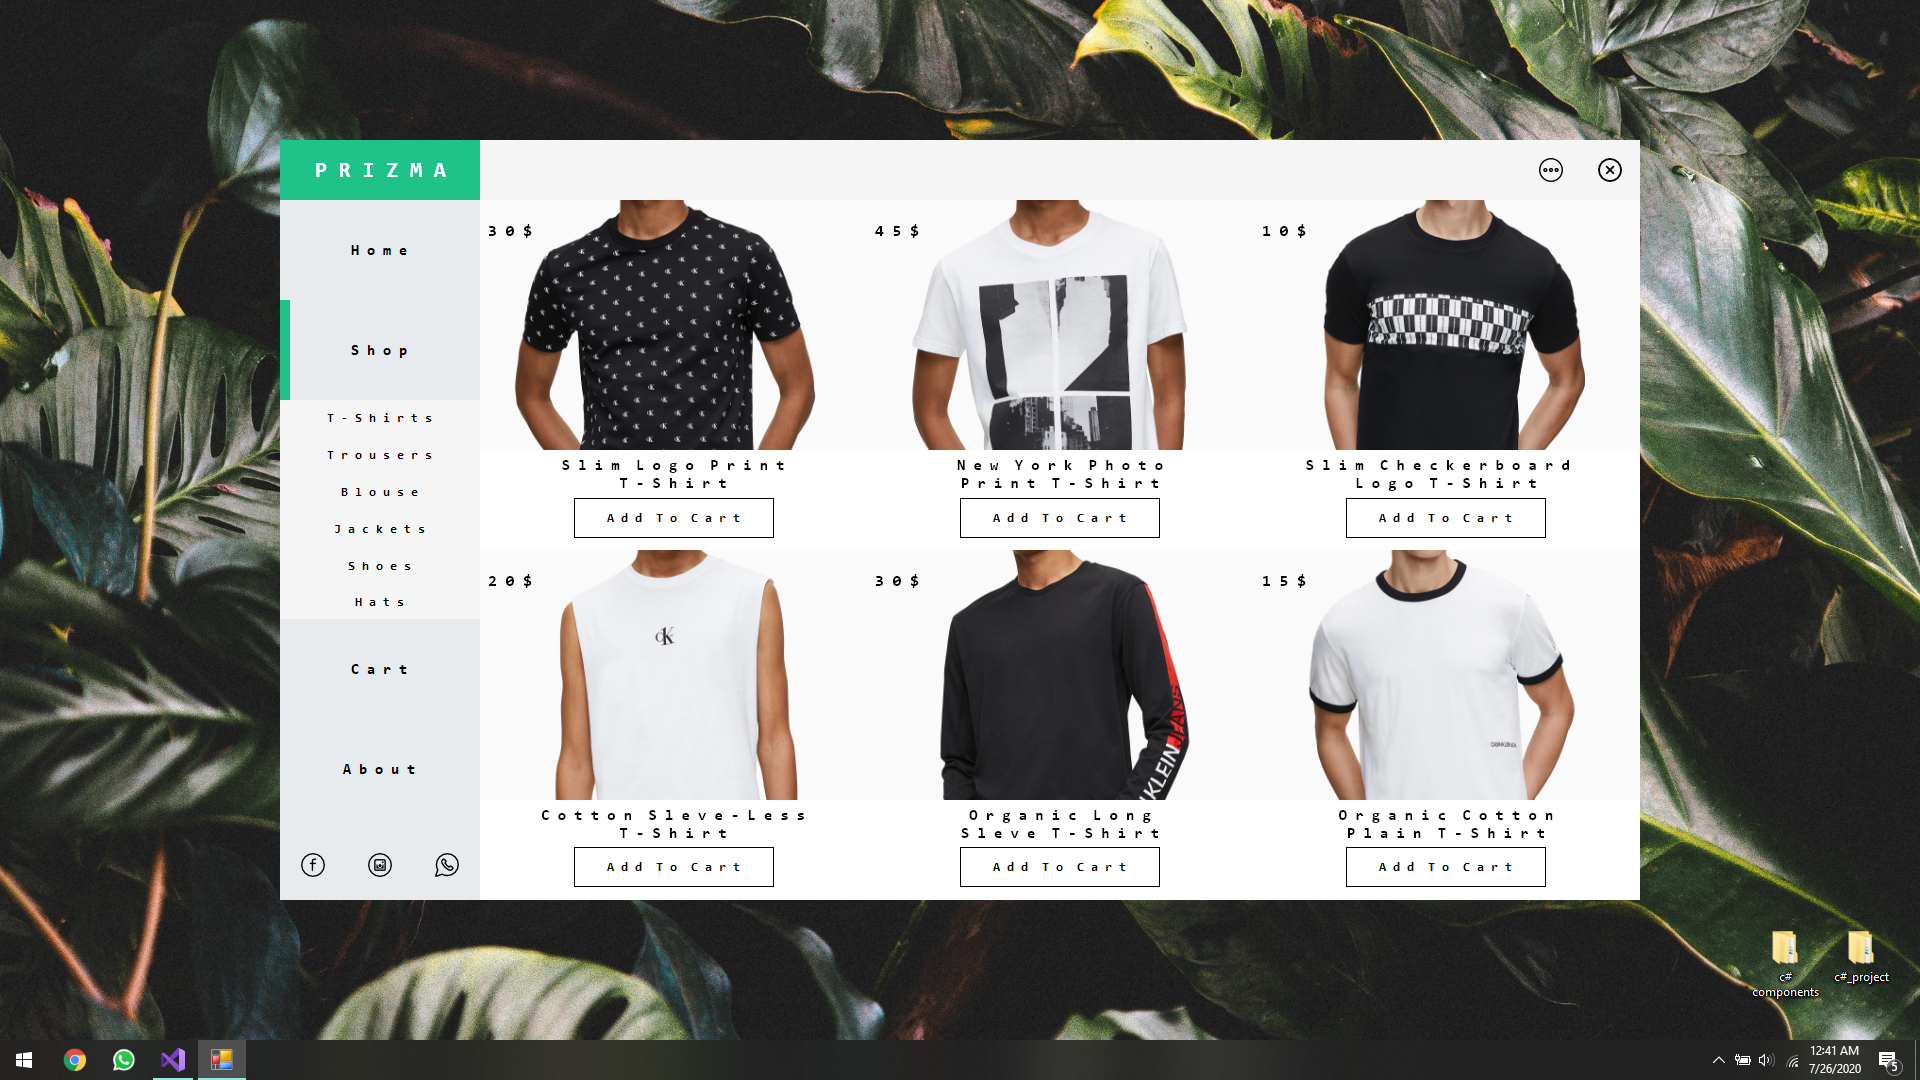 PRIZMA
Home
Shop
T-Shirts
Trousers
Blouse
Jackets
Shoes
Hats
Cart
About
30$
45$
10$
Slim Logo Print
T-Shirt
New York Photo
Print T-Shirt
Slim Checkerboard
Logo T-Shirt
Add To Cart
Add To Cart
Add To Cart
20$
30$
15$
cK
KLEIN JEANS
Cotton Sleve-Less
T-Shirt
Organic Long
Sleve T-Shirt
Organic Cotton
Plain T-Shirt
Add To Cart
Add To Cart
Add To Cart
c#
components
c#_project
12:41 AM
7/26/2020
5